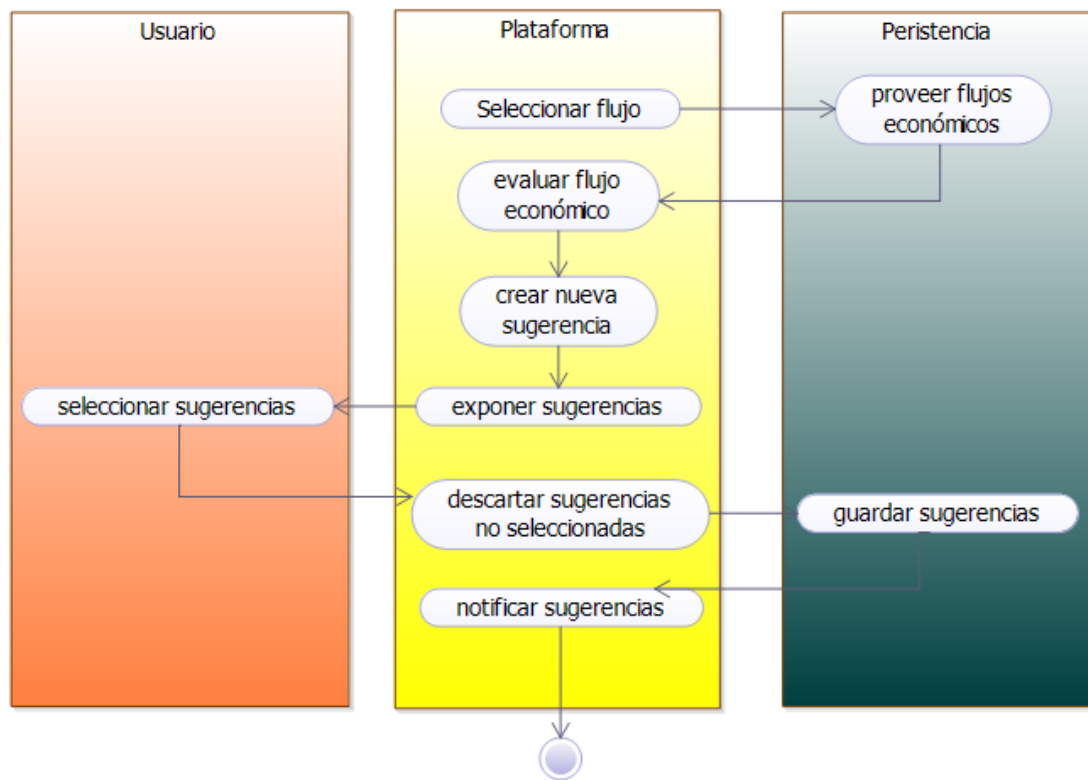 Usuario
Plataforma
Peristencia
Seleccionar flujo
proveer flujos
económicos
evaluar flujo
económico
crear nueva
sugerencia
seleccionar sugerencias
exponer sugerencias
descartar sugerencias
no seleccionadas
guardar sugerencias
notificar sugerencias